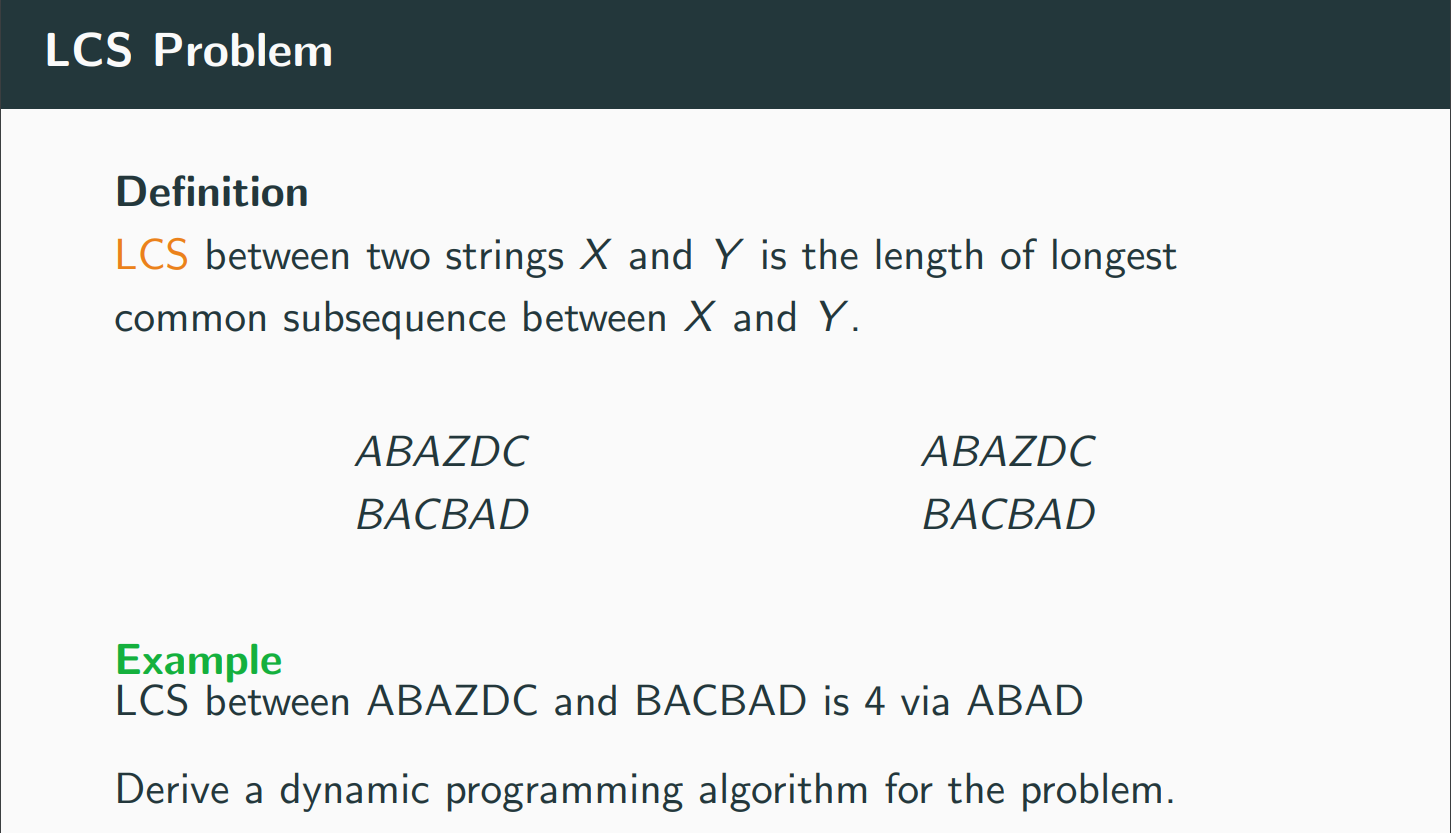 LCS Problem
Definition
LCS between two strings X and Y is the length of longest
common subsequence between X and Y.
ABAZDC ABAZDC
BACBAD BACBAD
Example
LCS between ABAZDC and BACBAD is 4 via ABAD
Derive a dynamic programming algorithm for the problem.